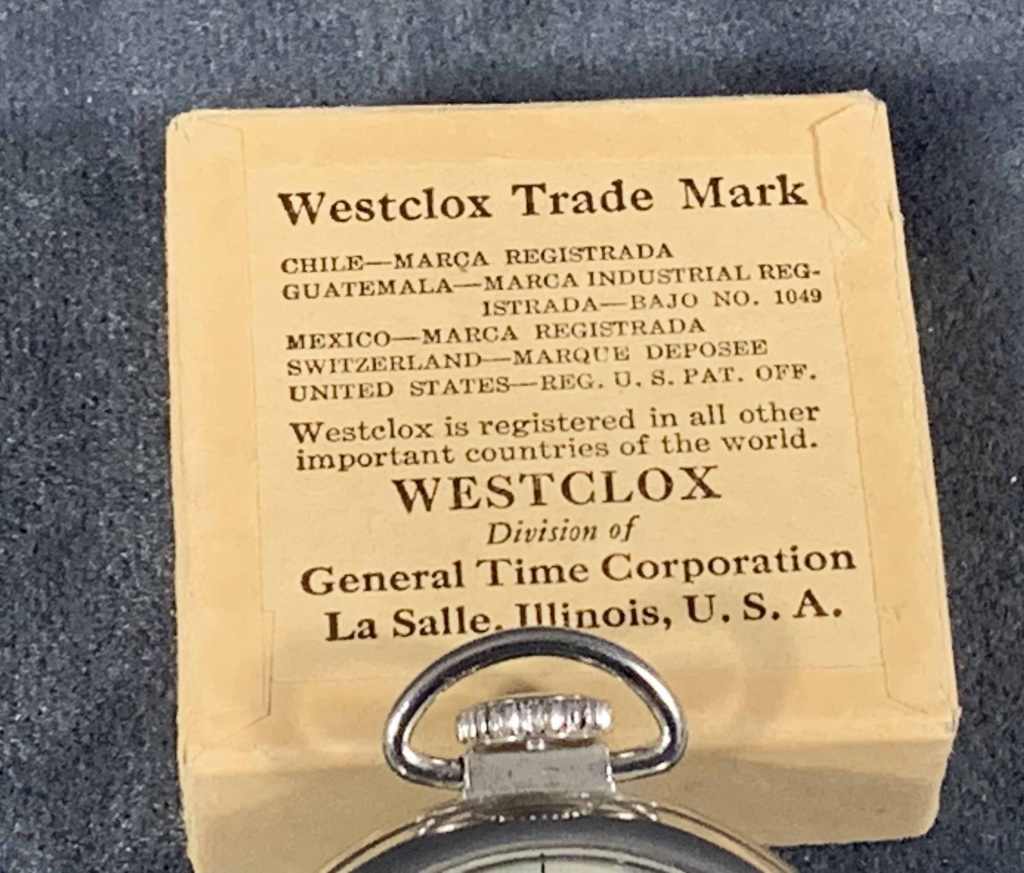 Westclox Trade Mark
CHILE—MARCA REGISTRADA
GUATEMALA—MARCA INDUSTRIAL REG-
ISTRADA—BAJO NO. 1049
MEXICO—MARCA REGISTRADA
SWITZERLAND—MARQUE DEPOSEE
UNITED STATES—REG. U. S. PAT. OFF.
Westclox is registered in all other
important countries of the world.
WESTCLOX
Division of
General Time Corporation
La Salle, Illinois, U. S. A.